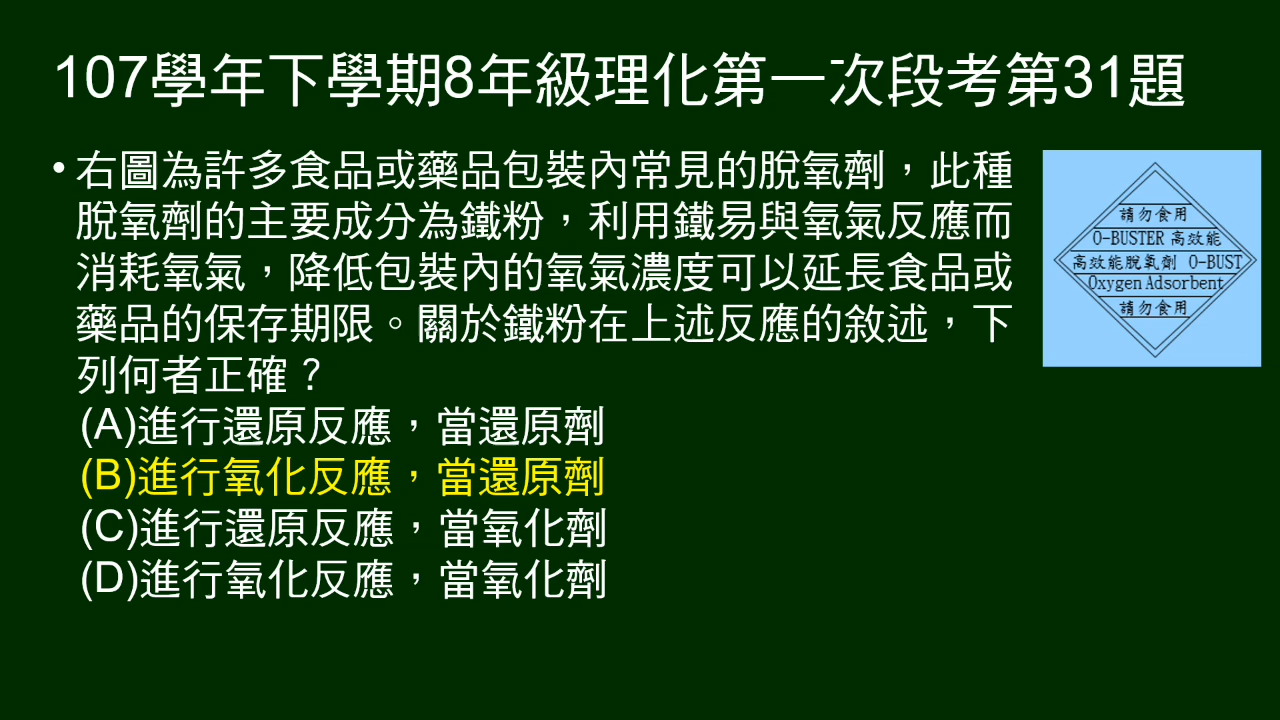 107學年下學期8年級理化第一次段考第31題
•右圖為許多食品或藥品包裝內常見的脫氧劑，此種
脫氧劑的主要成分為鐵粉，利用鐵易與氧氣反應而
消耗氧氣，降低包裝內的氧氣濃度可以延長食品或
藥品的保存期限。關於鐵粉在上述反應的敘述，下
列何者正確？
(A)進行還原反應，當還原劑
(B)進行氧化反應，當還原劑
(C)進行還原反應，當氧化劑
(D)進行氧化反應，當氧化劑
請勿食用
O-BUSTER 高效能
高效能脫氧劑 O-BUST
Oxygen Adsorbent
請勿食用